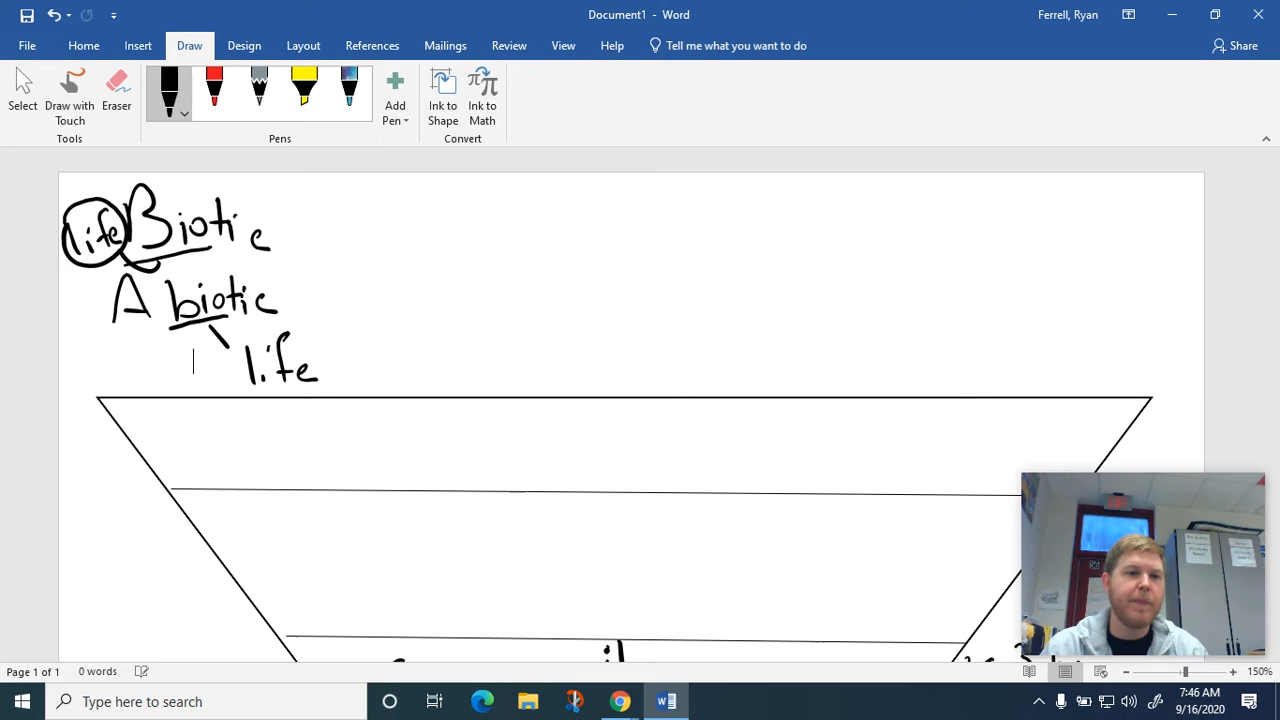 Document1 - Word
Ferrell, Ryan
File Home Insert Draw Design Layout References Mailings Review View Help Tell me what you want to do Share
Select
Draw with Touch
Eraser
Add Pen
Ink to Shape
Ink to Math
Tools
Pens
Convert
life Biotic
A biotic
life
Page 1 of 1 0 words 150%
Type here to search
7:46 AM
9/16/2020